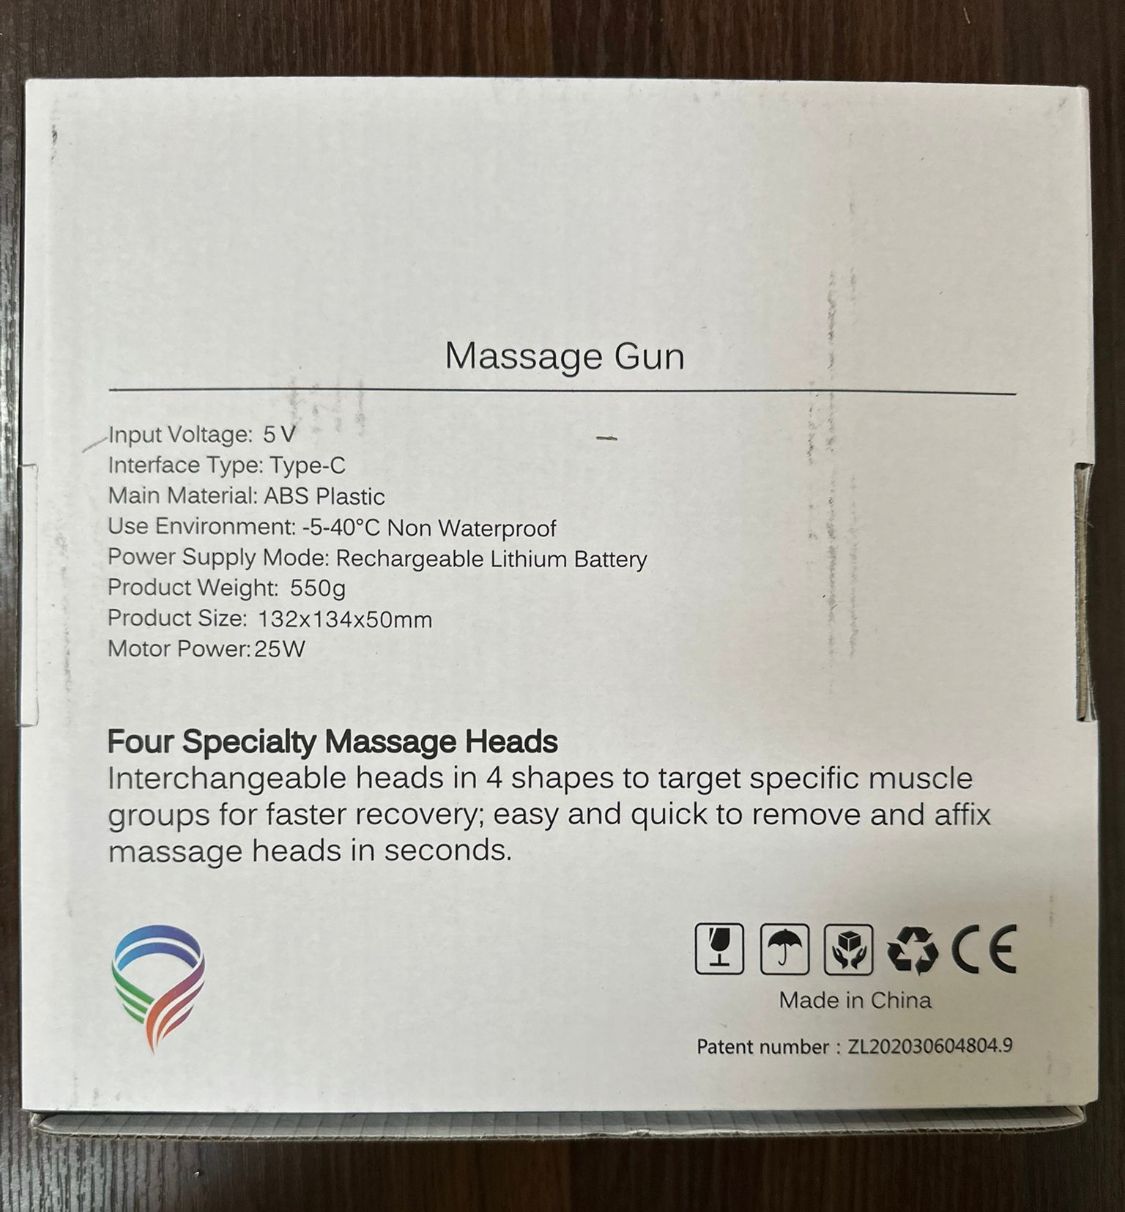 Massage Gun
Input Voltage: 5 V
Interface Type: Type-C
Main Material: ABS Plastic
Use Environment: -5-40°C Non Waterproof
Power Supply Mode: Rechargeable Lithium Battery
Product Weight: 550g
Product Size: 132x134x50mm
Motor Power:25W
Four Specialty Massage Heads
Interchangeable heads in 4 shapes to target specific muscle
groups for faster recovery; easy and quick to remove and affix
massage heads in seconds.
CE
Made in China
Patent number : ZL202030604804.9